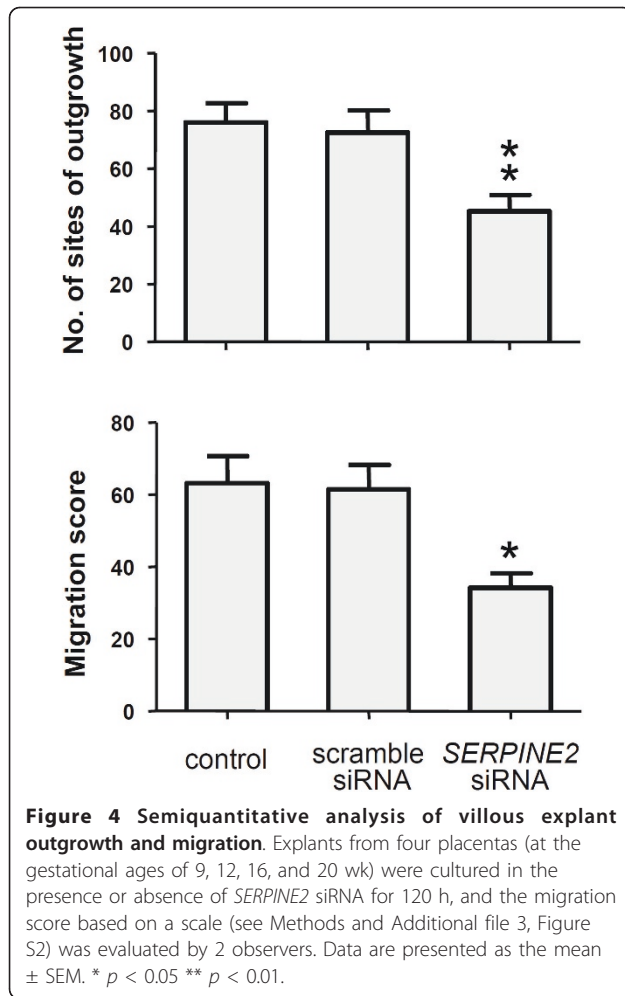 100
80
60
40
20
0
No. of sites of outgrowth
*
*
80
60
40
20
0
Migration score
*
control
scramble
siRNA
SERPINE2
siRNA
Figure 4 Semiquantitative analysis of villous explant
outgrowth and migration. Explants from four placentas (at the
gestational ages of 9, 12, 16, and 20 wk) were cultured in the
presence or absence of SERPINE2 siRNA for 120 h, and the migration
score based on a scale (see Methods and Additional file 3, Figure
S2) was evaluated by 2 observers. Data are presented as the mean
± SEM. * p < 0.05 ** p < 0.01.